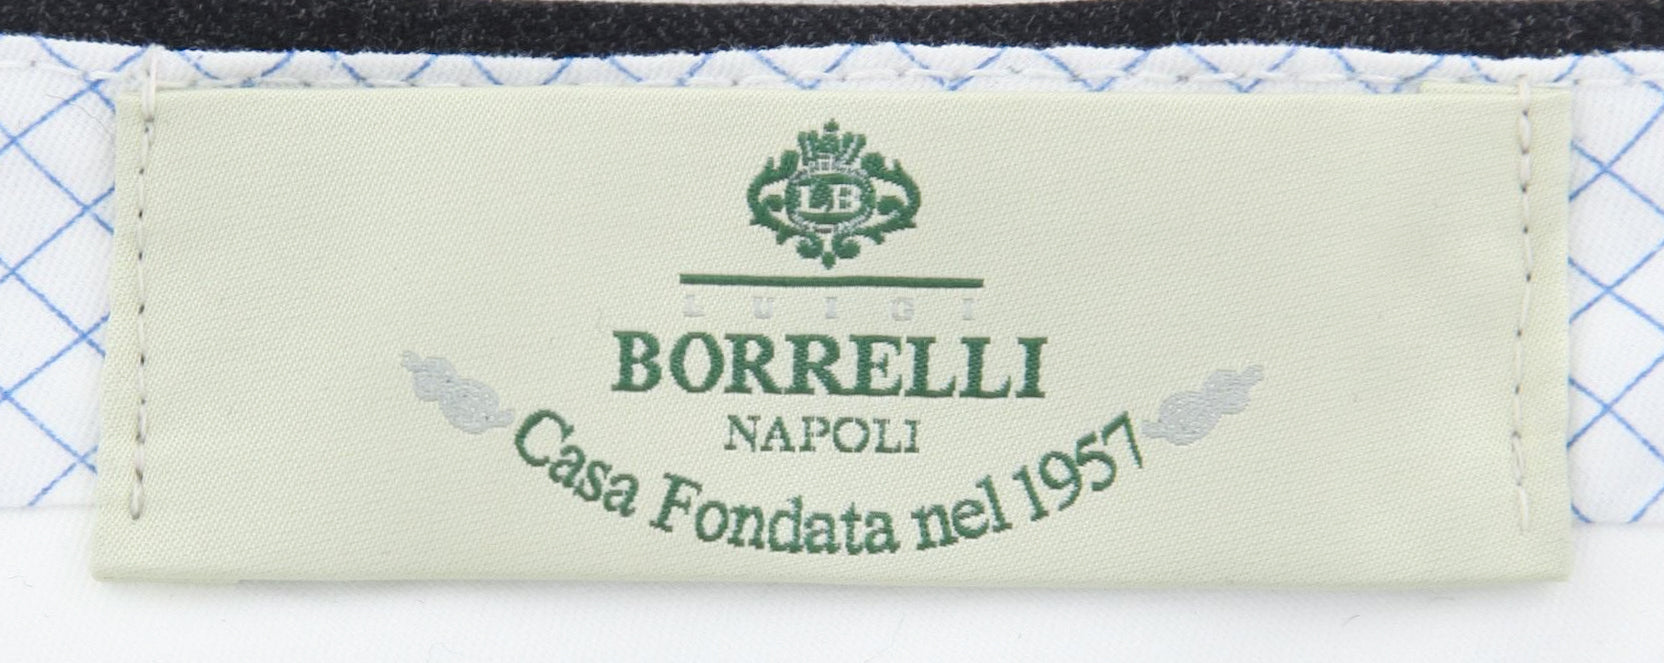 LB
LUIGI
BORRELLI
NAPOLI
Casa Fondata nel 1957